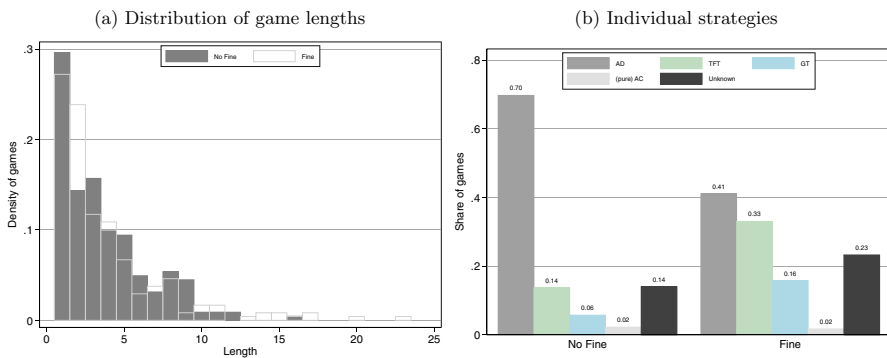 (a) Distribution of game lengths
No Fine
Fine
.3
.2
.1
0
Density of games
0
5
10
15
20
25
Length
(b) Individual strategies
AD
TFT
GT
(pure) AC
Unknown
.8
.6
.4
.2
0
Share of games
0.70
0.14
0.06
0.02
0.14
0.41
0.33
0.16
0.02
0.23
No Fine
Fine